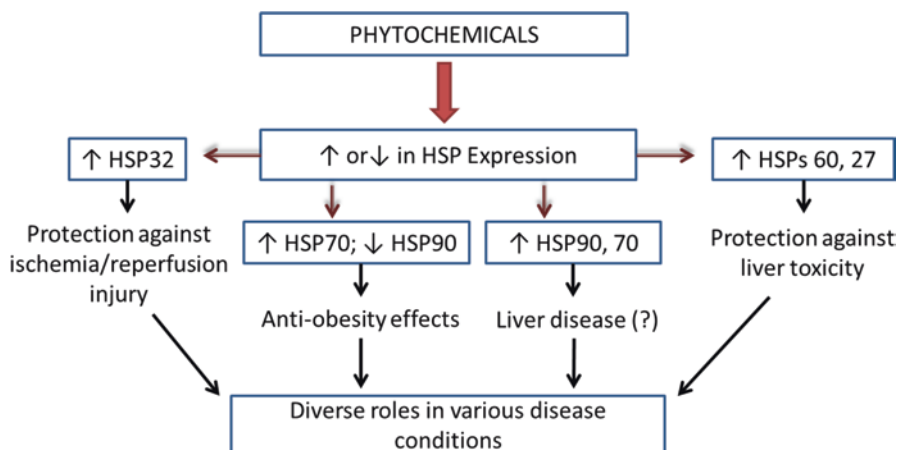 PHYTOCHEMICALS
↑ HSP32
↑ or↓ in HSP Expression
↑ HSPs 60, 27
Protection against
ischemia/reperfusion
injury
↑ HSP70; ↓ HSP90
↑ HSP90, 70
Protection against
liver toxicity
Anti-obesity effects
Liver disease (?)
Diverse roles in various disease
conditions